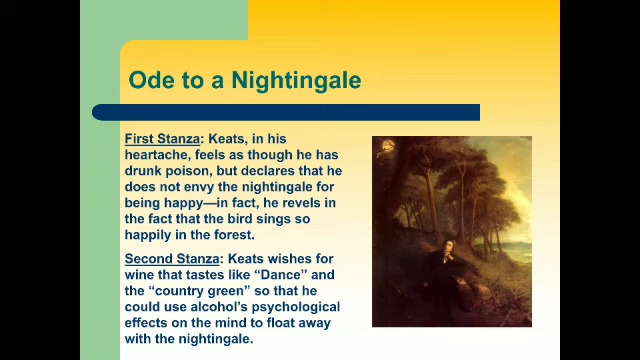 Ode to a Nightingale
First Stanza: Keats, in his
heartache, feels as though he has
drunk poison, but declares that he
does not envy the nightingale for
being happy—in fact, he revels in
the fact that the bird sings so
happily in the forest.
Second Stanza: Keats wishes for
wine that tastes like “Dance” and
the “country green” so that he
could use alcohol’s psychological
effects on the mind to float away
with the nightingale.